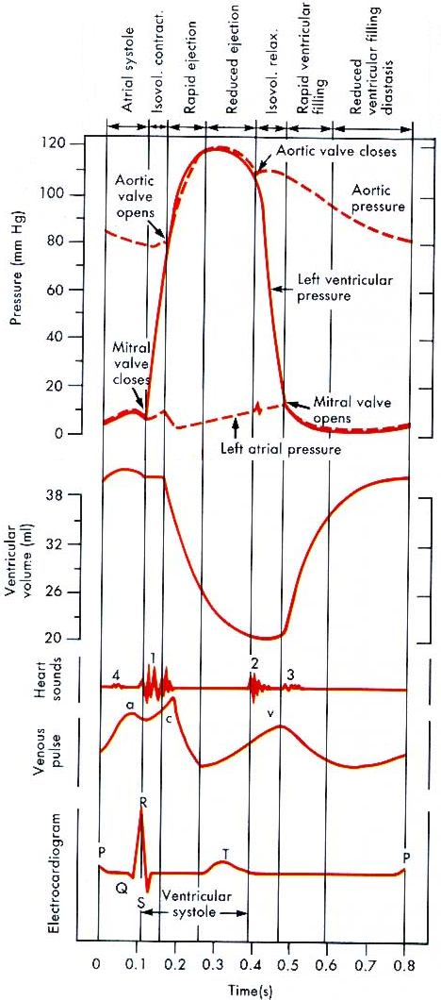 Atrial systole
Isovol. contract.
Rapid ejection
Reduced ejection
Isovol. relax.
Rapid ventricular
filling
Reduced
ventricular filling
diastasis
Pressure (mm Hg)
120
100
80
60
40
20
0
Aortic valve closes
Aortic
valve
opens
Aortic
pressure
Left ventricular
pressure
Mitral
valve
closes
Mitral valve
opens
Left atrial pressure
Ventricular
volume (ml)
38
32
26
20
Heart
sounds
4
1
2
3
Venous
pulse
a
c
v
Electrocardiogram
P
Q
R
S
T
P
Ventricular
systole
0
0.1
0.2
0.3
0.4
0.5
0.6
0.7
0.8
Time(s)